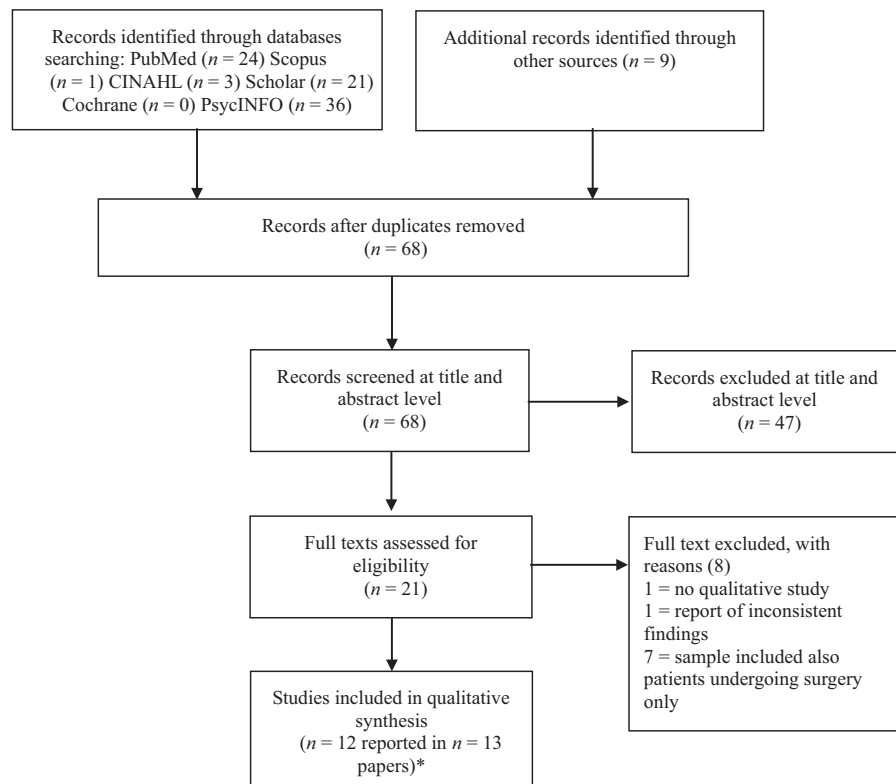 Records identified through databases
searching: PubMed (n = 24) Scopus
(n = 1) CINAHL (n = 3) Scholar (n = 21)
Cochrane (n = 0) PsycINFO (n = 36)
Additional records identified through
other sources (n = 9)
Records after duplicates removed
(n = 68)
Records screened at title and
abstract level
(n = 68)
Records excluded at title and
abstract level
(n = 47)
Full texts assessed for
eligibility
(n = 21)
Full text excluded, with
reasons (8)
1 = no qualitative study
1 = report of inconsistent
findings
7 = sample included also
patients undergoing surgery
only
Studies included in qualitative
synthesis
(n = 12 reported in n = 13
papers)*